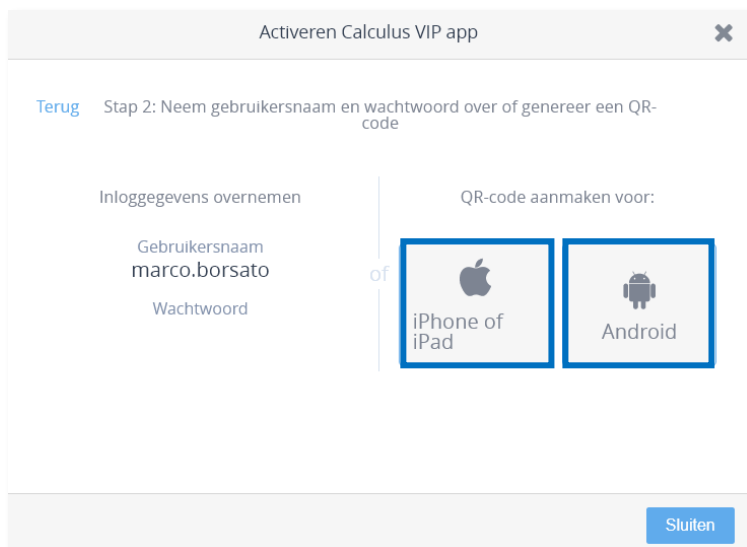 Activeren Calculus VIP app
Terug Stap 2: Neem gebruikersnaam en wachtwoord over of genereer een QR-
code
Inloggegevens overnemen
Gebruikersnaam
marco.borsato
Wachtwoord
of
QR-code aanmaken voor:
iPhone of
iPad
Android
Sluiten